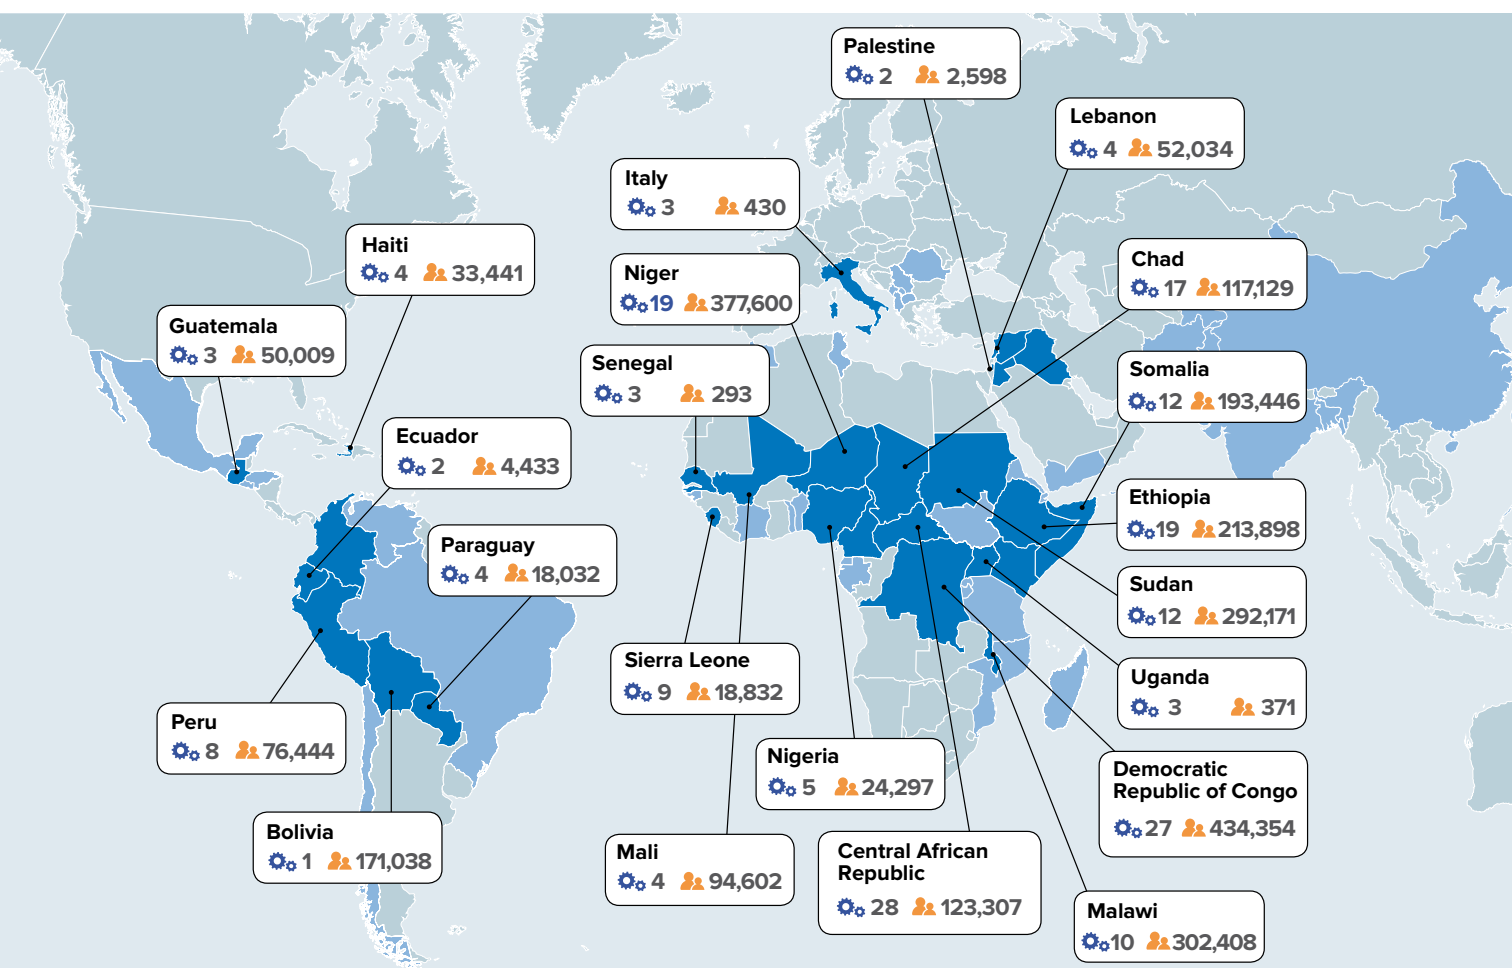 Palestine
2 2,598
Lebanon
4 52,034
Italy
3 430
Haiti
4 33,441
Niger
19 377,600
Chad
17 117,129
Guatemala
3 50,009
Senegal
3 293
Somalia
12 193,446
Ecuador
2 4,433
Ethiopia
19 213,898
Paraguay
4 18,032
Sudan
12 292,171
Sierra Leone
9 18,832
Uganda
3 371
Peru
8 76,444
Nigeria
5 24,297
Democratic
Republic of Congo
27 434,354
Bolivia
1 171,038
Mali
4 94,602
Central African
Republic
28 123,307
Malawi
10 302,408